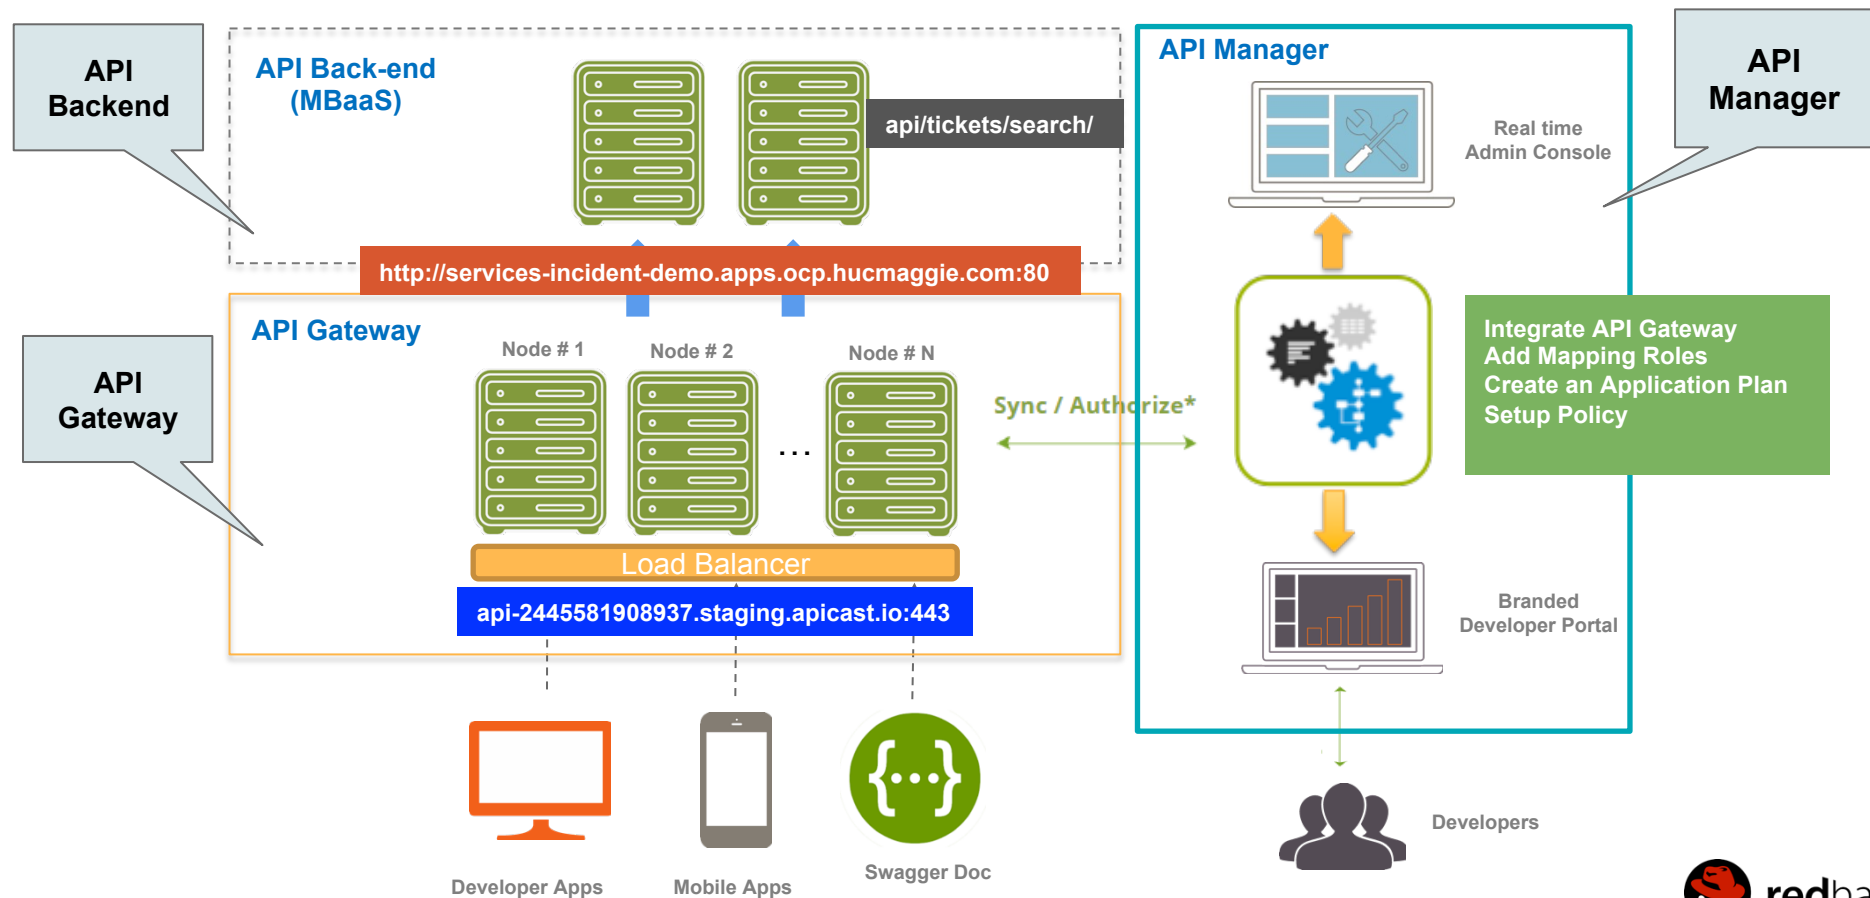 API
Backend
API Back-end
(MBaaS)
api/tickets/search/
API Manager
Real time
Admin Console
API
Manager
http://services-incident-demo.apps.ocp.hucmaggie.com:80
API
Gateway
API Gateway
Node # 1
Node # 2
Node # N
...
Load Balancer
api-2445581908937.staging.apicast.io:443
Sync / Authorize*
Integrate API Gateway
Add Mapping Roles
Create an Application Plan
Setup Policy
Branded
Developer Portal
Developers
{...}
Developer Apps
Mobile Apps
Swagger Doc
redha